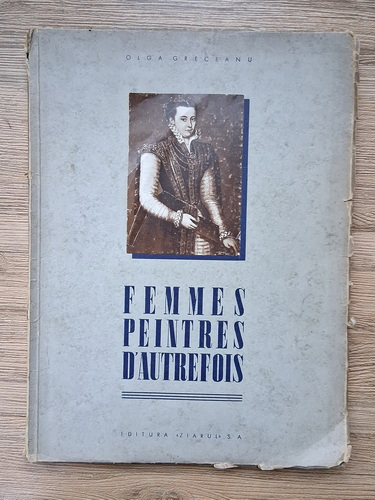 OLGA GRECEANU
FEMMES
PEINTRES
D'AUTREFOIS
EDITURA «ZIARUL» S.A.